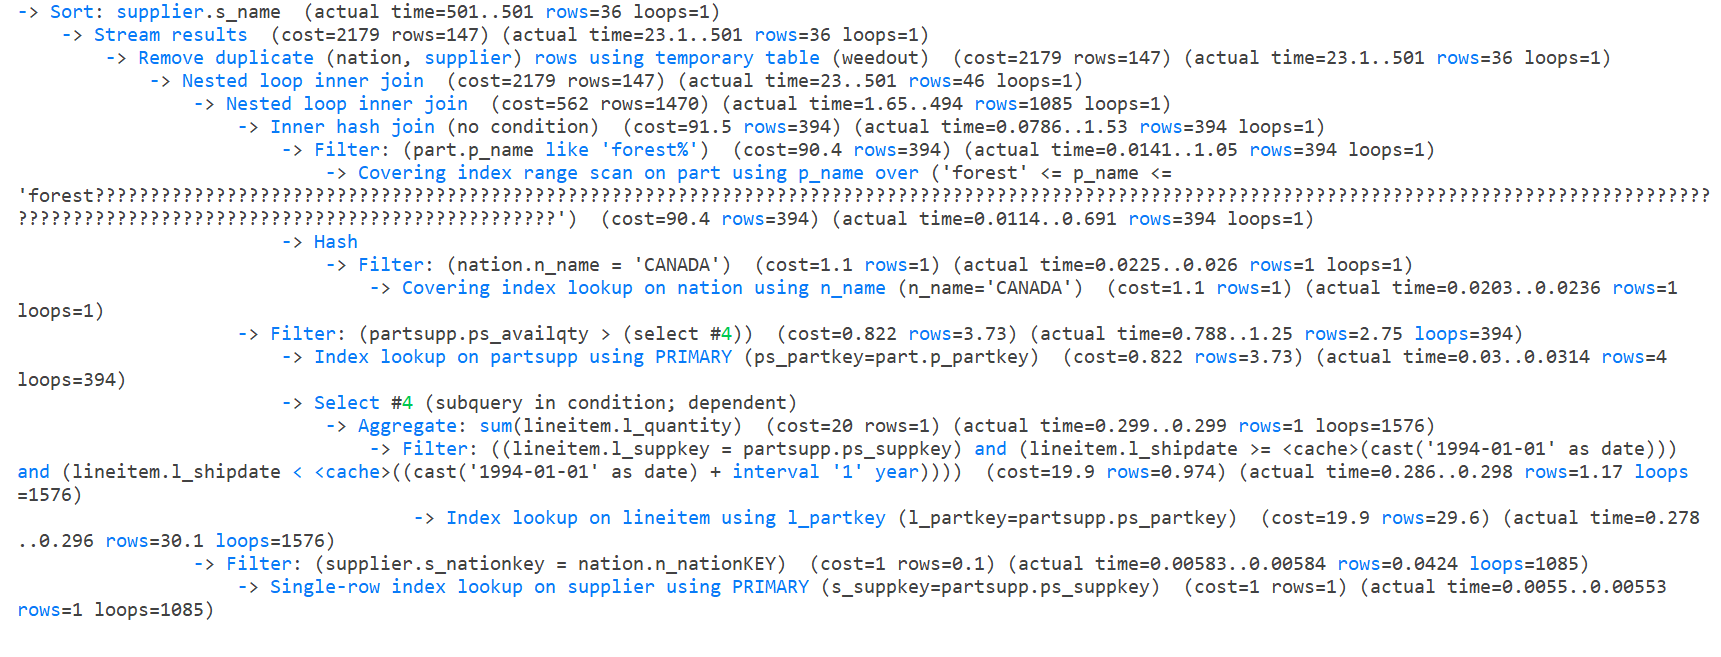 -> Sort: supplier.s_name  (actual time=501..501 rows=36 loops=1)
-> Stream results  (cost=2179 rows=147) (actual time=23.1..501 rows=36 loops=1)
-> Remove duplicate (nation, supplier) rows using temporary table (weedout)  (cost=2179 rows=147) (actual time=23.1..501 rows=36 loops=1)
-> Nested loop inner join  (cost=2179 rows=147) (actual time=23..501 rows=46 loops=1)
-> Nested loop inner join  (cost=562 rows=1470) (actual time=1.65..494 rows=1085 loops=1)
-> Inner hash join (no condition)  (cost=91.5 rows=394) (actual time=0.0786..1.53 rows=394 loops=1)
-> Filter: (part.p_name like 'forest%')  (cost=90.4 rows=394) (actual time=0.0141..1.05 rows=394 loops=1)
-> Covering index range scan on part using p_name over ('forest' <= p_name <=
'forest???????????????????????????????????????????????????????????????????????????????????????????????????????????????????????????????????????????????????
?????????????????????????????????????????????????')  (cost=90.4 rows=394) (actual time=0.0114..0.691 rows=394 loops=1)
-> Hash
-> Filter: (nation.n_name = 'CANADA')  (cost=1.1 rows=1) (actual time=0.0225..0.026 rows=1 loops=1)
-> Covering index lookup on nation using n_name (n_name='CANADA')  (cost=1.1 rows=1) (actual time=0.0203..0.0236 rows=1
loops=1)
-> Filter: (partsupp.ps_availqty > (select #4))  (cost=0.822 rows=3.73) (actual time=0.788..1.25 rows=2.75 loops=394)
-> Index lookup on partsupp using PRIMARY (ps_partkey=part.p_partkey)  (cost=0.822 rows=3.73) (actual time=0.03..0.0314 rows=4
loops=394)
-> Select #4 (subquery in condition; dependent)
-> Aggregate: sum(lineitem.l_quantity)  (cost=20 rows=1) (actual time=0.299..0.299 rows=1 loops=1576)
-> Filter: ((lineitem.l_suppkey = partsupp.ps_suppkey) and (lineitem.l_shipdate >= <cache>(cast('1994-01-01' as date)))
and (lineitem.l_shipdate < <cache>((cast('1994-01-01' as date) + interval '1' year))))  (cost=19.9 rows=0.974) (actual time=0.286..0.298 rows=1.17 loops
=1576)
-> Index lookup on lineitem using l_partkey (l_partkey=partsupp.ps_partkey)  (cost=19.9 rows=29.6) (actual time=0.278
..0.296 rows=30.1 loops=1576)
-> Filter: (supplier.s_nationkey = nation.n_nationKEY)  (cost=1 rows=0.1) (actual time=0.00583..0.00584 rows=0.0424 loops=1085)
-> Single-row index lookup on supplier using PRIMARY (s_suppkey=partsupp.ps_suppkey)  (cost=1 rows=1) (actual time=0.0055..0.00553
rows=1 loops=1085)